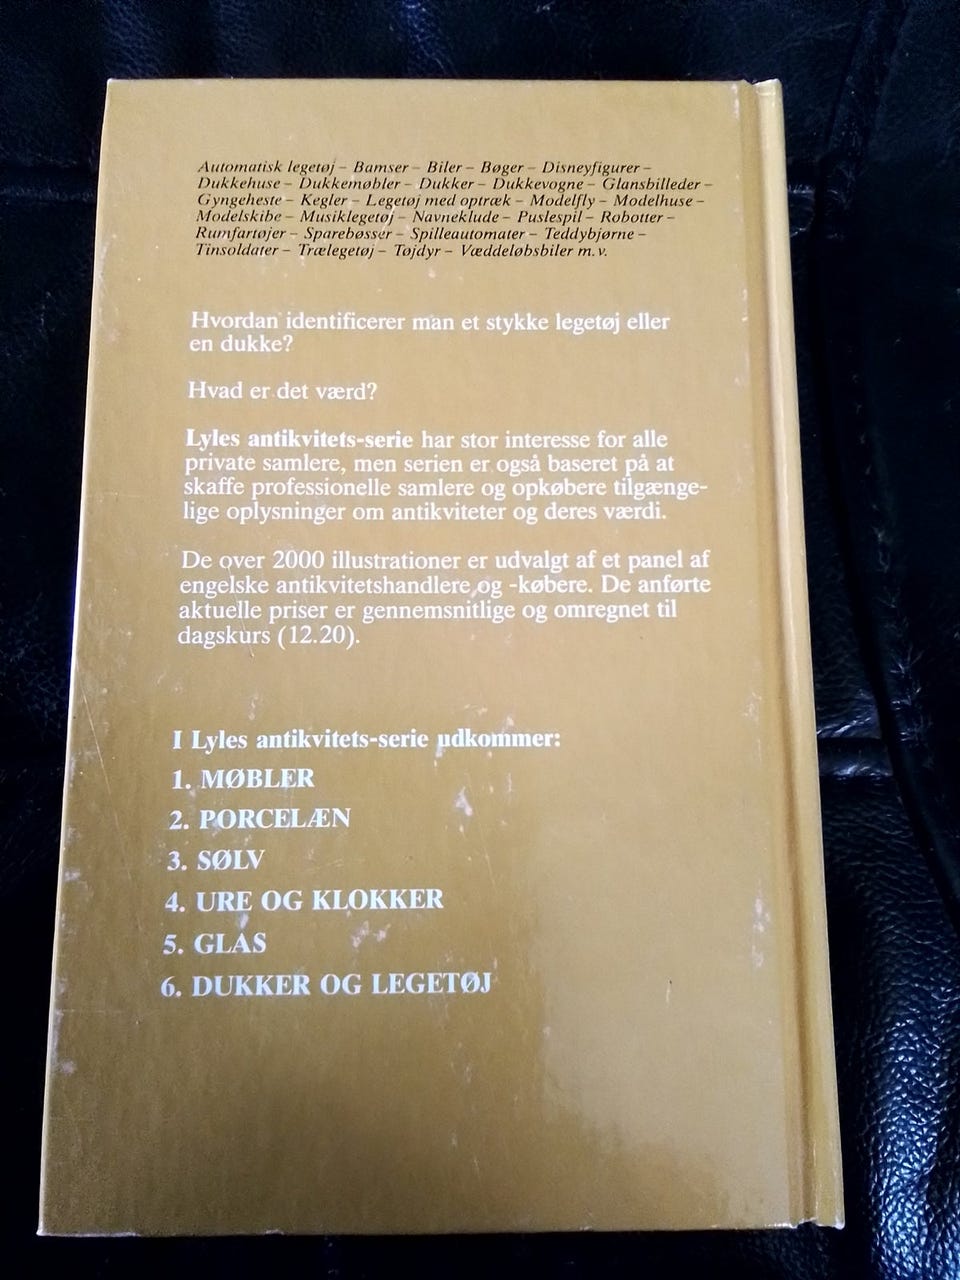 Automatisk legetøj – Bamser – Biler – Bøger – Disneyfigurer –
Dukkehuse – Dukkemøbler – Dukker – Dukkevogne – Glansbilleder –
Gyngeheste – Kegler – Legetøj med optræk – Modelfly – Modelhuse –
Modelskibe – Musiklegetøj – Navneklude – Puslespil – Robotter –
Rumfartøjer – Sparebøsser – Spilleautomater – Teddybjørne –
Tinsoldater – Trælegetøj – Tøjdyr – Væddeløbsbiler m.v.
Hvordan identificerer man et stykke legetøj eller
en dukke?
Hvad er det værd?
Lyles antikvitets-serie har stor interesse for alle
private samlere, men serien er også baseret på at
skaffe professionelle samlere og opkøbere tilgænge-
lige oplysninger om antikviteter og deres værdi.
De over 2000 illustrationer er udvalgt af et panel af
engelske antikvitetshandlere og -købere. De anførte
aktuelle priser er gennemsnitlige og omregnet til
dagskurs (12.20).
I Lyles antikvitets-serie udkommer:
1. MØBLER
2. PORCELÆN
3. SØLV
4. URE OG KLOKKER
5. GLAS
6. DUKKER OG LEGETØJ